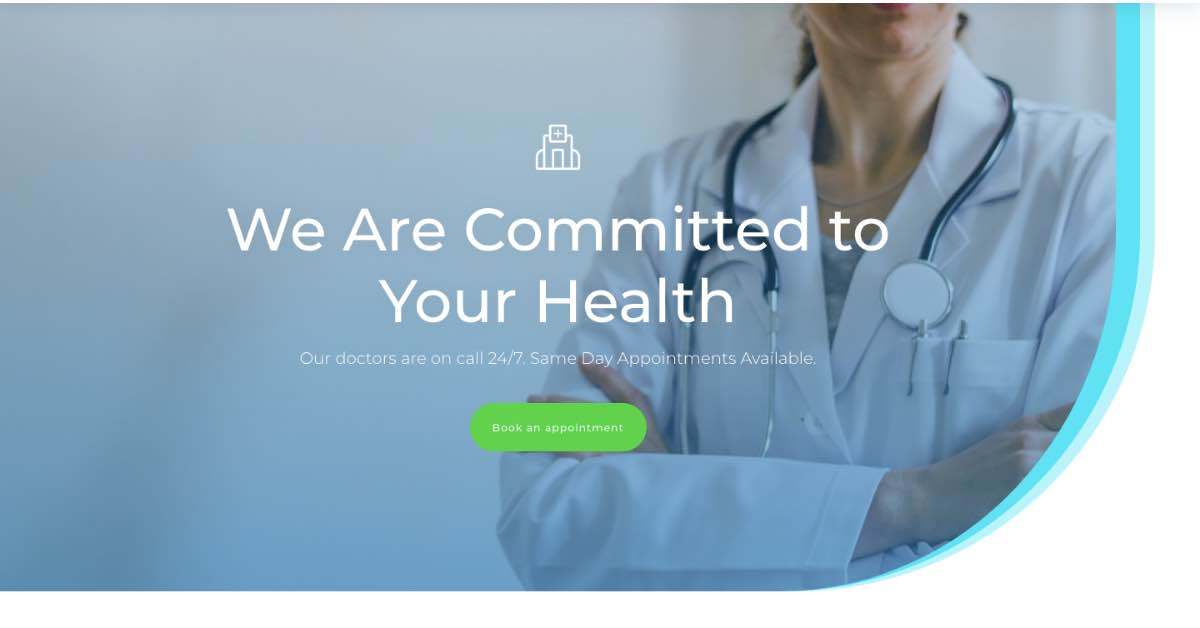 We Are Committed to
Your Health
Our doctors are on call 24/7. Same Day Appointments Available.
Book an appointment